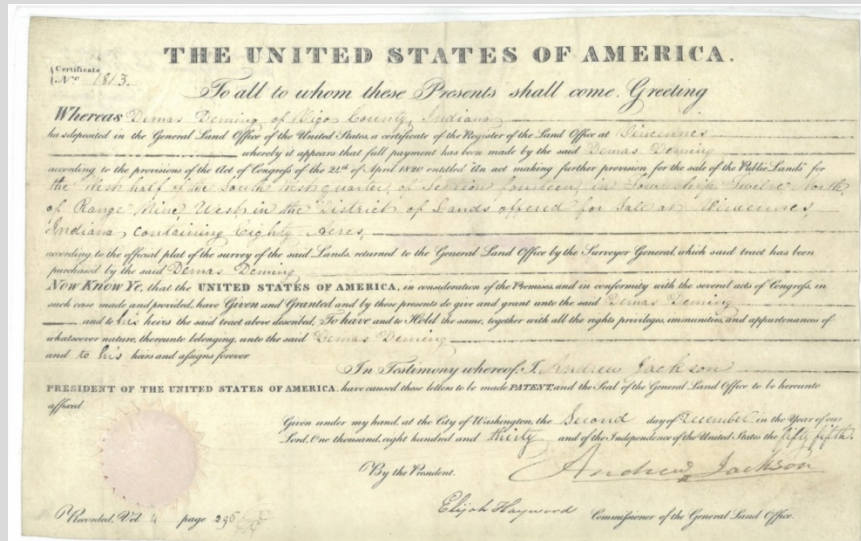 THE UNITED STATES OF AMERICA.
Certificate
No. 1813.
To all to whom these Presents shall come, Greeting
Whereas Demas Deming of Vigo County, Indiana
has deposited in the General Land Office of the United States, a certificate of the Register of the Land Office at Vincennes
whereby it appears that full payment has been made by the said Demas Deming
according to the provisions of the Act of Congress of the 24th of April 1820 entitled "An act making further provision for the sale of the Public Lands" for
the West half of the South West quarter, of Section fourteen, in Township Twelve North,
of Range Nine West, in the District of Lands offered for Sale at Vincennes,
Indiana, containing Eighty Acres,
according to the official plat of the survey of the said Lands, returned to the General Land Office by the Surveyor General, which said tract has been
purchased by the said Demas Deming
Now Know Ye, that the UNITED STATES OF AMERICA, in consideration of the Premises, and in conformity with the several acts of Congress, in
such case made and provided, have Given and Granted and by these presents do give and grant unto the said Demas Deming
and to his heirs the said tract above described, To have and to Hold the same, together with all the rights privileges, immunities, and appurtenances of
whatsoever nature, thereunto belonging, unto the said Demas Deming
and to his heirs and assigns forever
In Testimony whereof, I, Andrew Jackson
PRESIDENT OF THE UNITED STATES OF AMERICA, have caused these letters to be made PATENT, and the Seal of the General Land Office to be hereunto
affixed
Given under my hand, at the City of Washington, the Second day of December in the Year of our
Lord, One thousand, eight hundred and thirty and of the Independence of the United States the fifty fifth.
By the President.
Andrew Jackson
Elijah Hayward Commissioner of the General Land Office.
Recorded, Vol 4 page 296